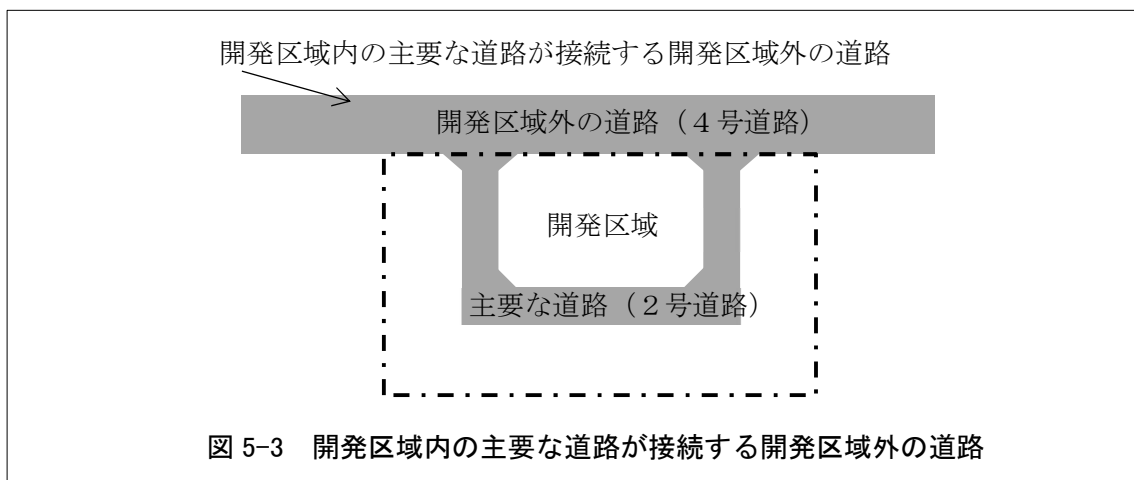 開発区域内の主要な道路が接続する開発区域外の道路
開発区域外の道路（４号道路）
開発区域
主要な道路（２号道路）
図 5-3　開発区域内の主要な道路が接続する開発区域外の道路